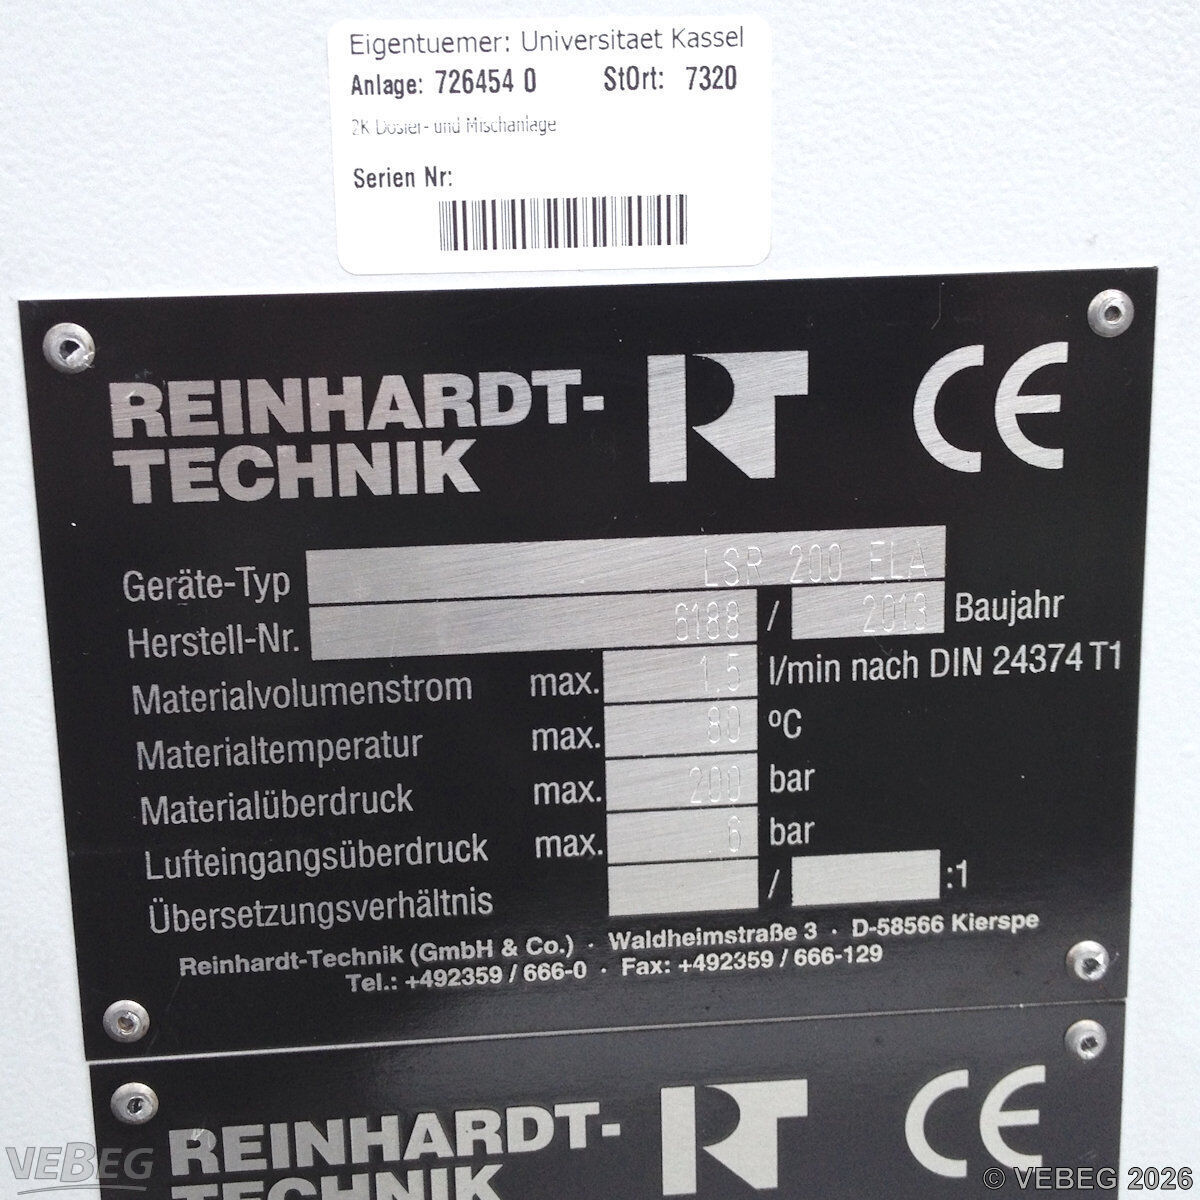 Eigentuemer: Universitaet Kassel
Anlage: 726454 0 StOrt: 7320
2K Dosier- und Mischanlage
Serien Nr:
REINHARDT-
TECHNIK
RT CE
Geräte-Typ LSR 200 ELA
Herstell-Nr. 6188 / 2013 Baujahr
Materialvolumenstrom max. 1.5 l/min nach DIN 24374 T1
Materialtemperatur max. 80 ºC
Materialüberdruck max. 200 bar
Lufteingangsüberdruck max. 6 bar
Übersetzungsverhältnis / :1
Reinhardt-Technik (GmbH & Co.) · Waldheimstraße 3 · D-58566 Kierspe
Tel.: +492359 / 666-0 · Fax: +492359 / 666-129
REINHARDT-
TECHNIK
RT CE
VEBEG
© VEBEG 2026